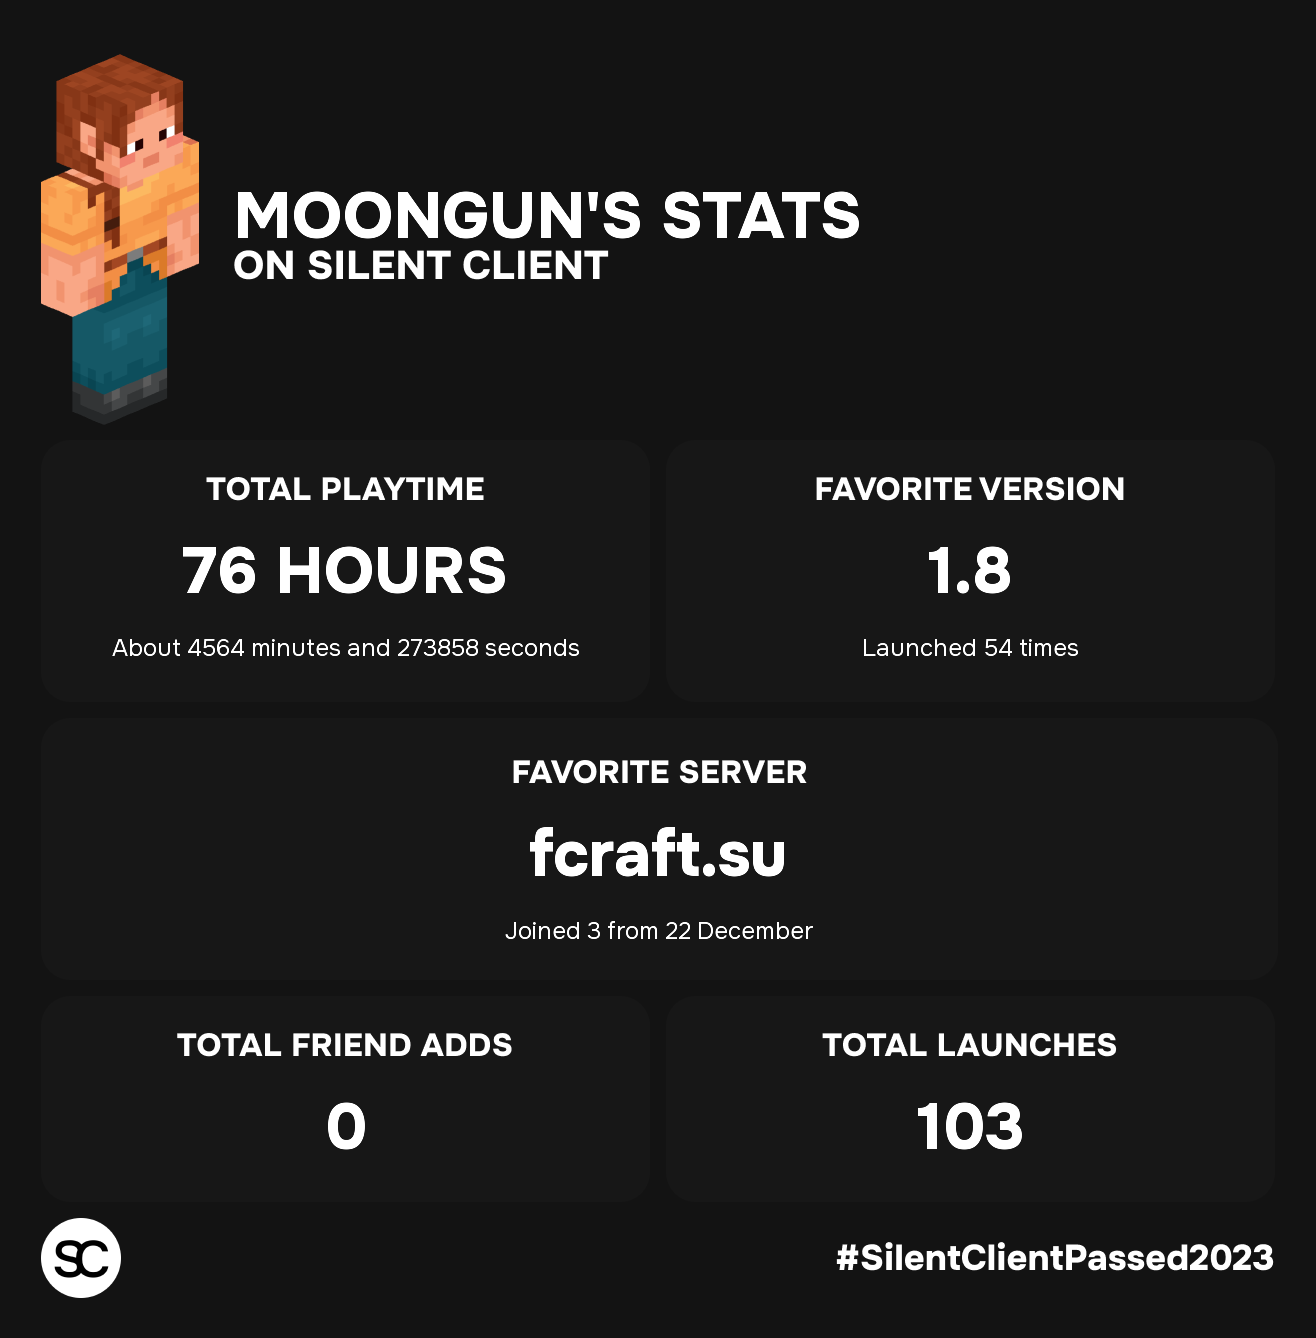 MOONGUN'S STATS
ON SILENT CLIENT
TOTAL PLAYTIME
76 HOURS
About 4564 minutes and 273858 seconds
FAVORITE VERSION
1.8
Launched 54 times
FAVORITE SERVER
fcraft.su
Joined 3 from 22 December
TOTAL FRIEND ADDS
0
TOTAL LAUNCHES
103
SC
#SilentClientPassed2023